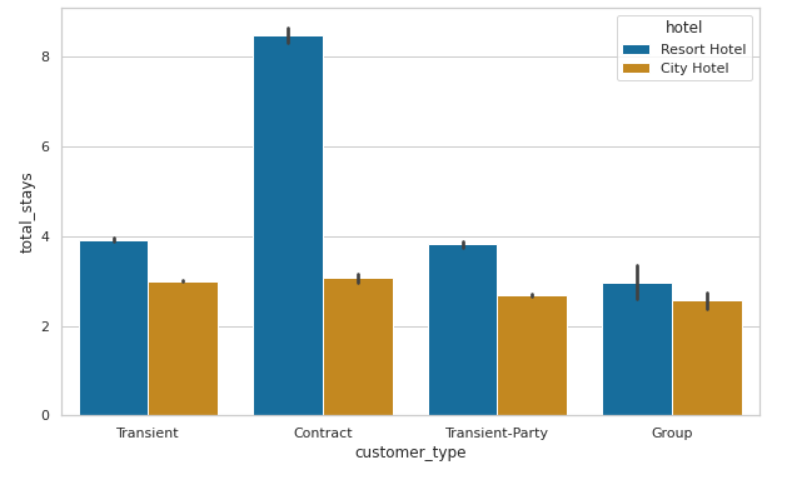 hotel
Resort Hotel
City Hotel
8
6
4
2
0
total_stays
Transient
Contract
Transient-Party
Group
customer_type